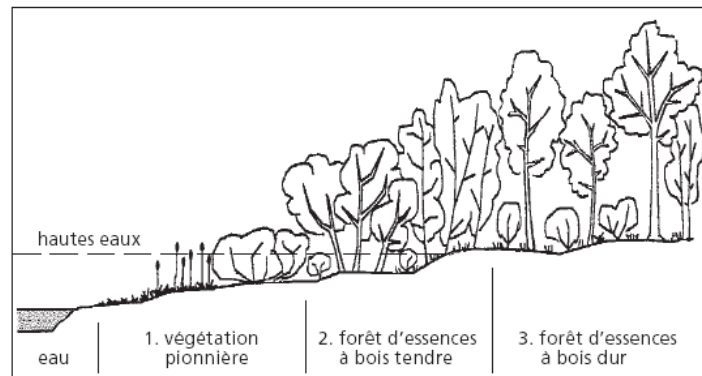 hautes eaux
eau
1. végétation
pionnière
2. forêt d'essences
à bois tendre
3. forêt d'essences
à bois dur